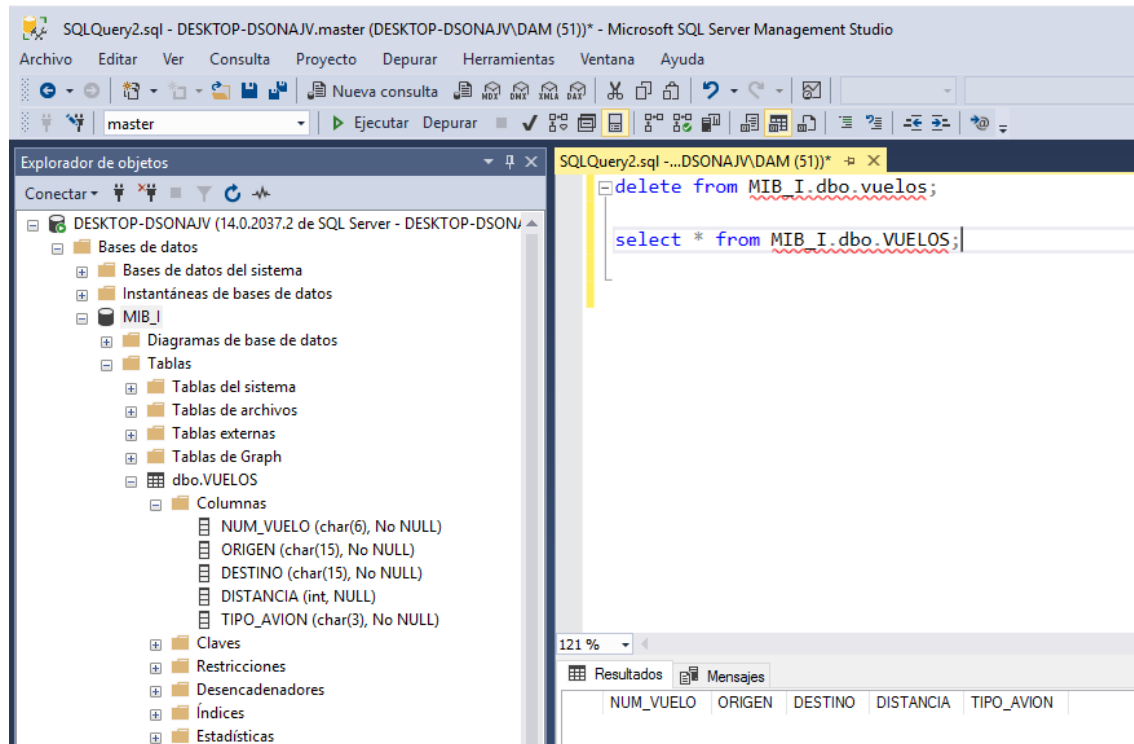 SQLQuery2.sql - DESKTOP-DSONAJV.master (DESKTOP-DSONAJV\DAM (51))* - Microsoft SQL Server Management Studio
Archivo Editar Ver Consulta Proyecto Depurar Herramientas Ventana Ayuda
Nueva consulta MDX DMX XMLA DAX
master Ejecutar Depurar
Explorador de objetos
Conectar
DESKTOP-DSONAJV (14.0.2037.2 de SQL Server - DESKTOP-DSONA
Bases de datos
Bases de datos del sistema
Instantáneas de bases de datos
MIB_I
Diagramas de base de datos
Tablas
Tablas del sistema
Tablas de archivos
Tablas externas
Tablas de Graph
dbo.VUELOS
Columnas
NUM_VUELO (char(6), No NULL)
ORIGEN (char(15), No NULL)
DESTINO (char(15), No NULL)
DISTANCIA (int, NULL)
TIPO_AVION (char(3), No NULL)
Claves
Restricciones
Desencadenadores
Índices
Estadísticas
SQLQuery2.sql -...DSONAJV\DAM (51))*
delete from MIB_I.dbo.vuelos;
select * from MIB_I.dbo.VUELOS;
121 %
Resultados Mensajes
NUM_VUELO ORIGEN DESTINO DISTANCIA TIPO_AVION